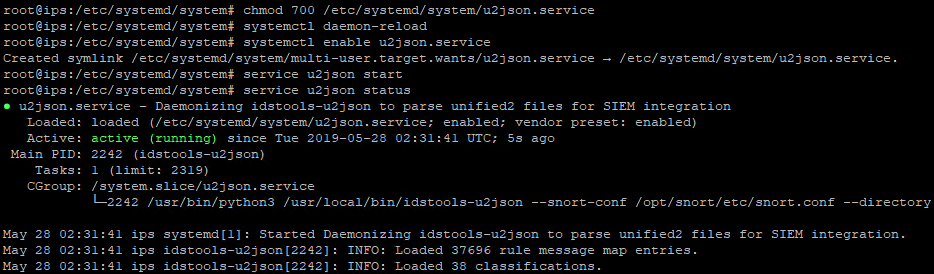 root@ips:/etc/systemd/system# chmod 700 /etc/systemd/system/u2json.service
root@ips:/etc/systemd/system# systemctl daemon-reload
root@ips:/etc/systemd/system# systemctl enable u2json.service
Created symlink /etc/systemd/system/multi-user.target.wants/u2json.service → /etc/systemd/system/u2json.service.
root@ips:/etc/systemd/system# service u2json start
root@ips:/etc/systemd/system# service u2json status
● u2json.service - Daemonizing idstools-u2json to parse unified2 files for SIEM integration
   Loaded: loaded (/etc/systemd/system/u2json.service; enabled; vendor preset: enabled)
   Active: active (running) since Tue 2019-05-28 02:31:41 UTC; 5s ago
 Main PID: 2242 (idstools-u2json)
    Tasks: 1 (limit: 2319)
   CGroup: /system.slice/u2json.service
           └─2242 /usr/bin/python3 /usr/local/bin/idstools-u2json --snort-conf /opt/snort/etc/snort.conf --directory
May 28 02:31:41 ips systemd[1]: Started Daemonizing idstools-u2json to parse unified2 files for SIEM integration.
May 28 02:31:41 ips idstools-u2json[2242]: INFO: Loaded 37696 rule message map entries.
May 28 02:31:41 ips idstools-u2json[2242]: INFO: Loaded 38 classifications.